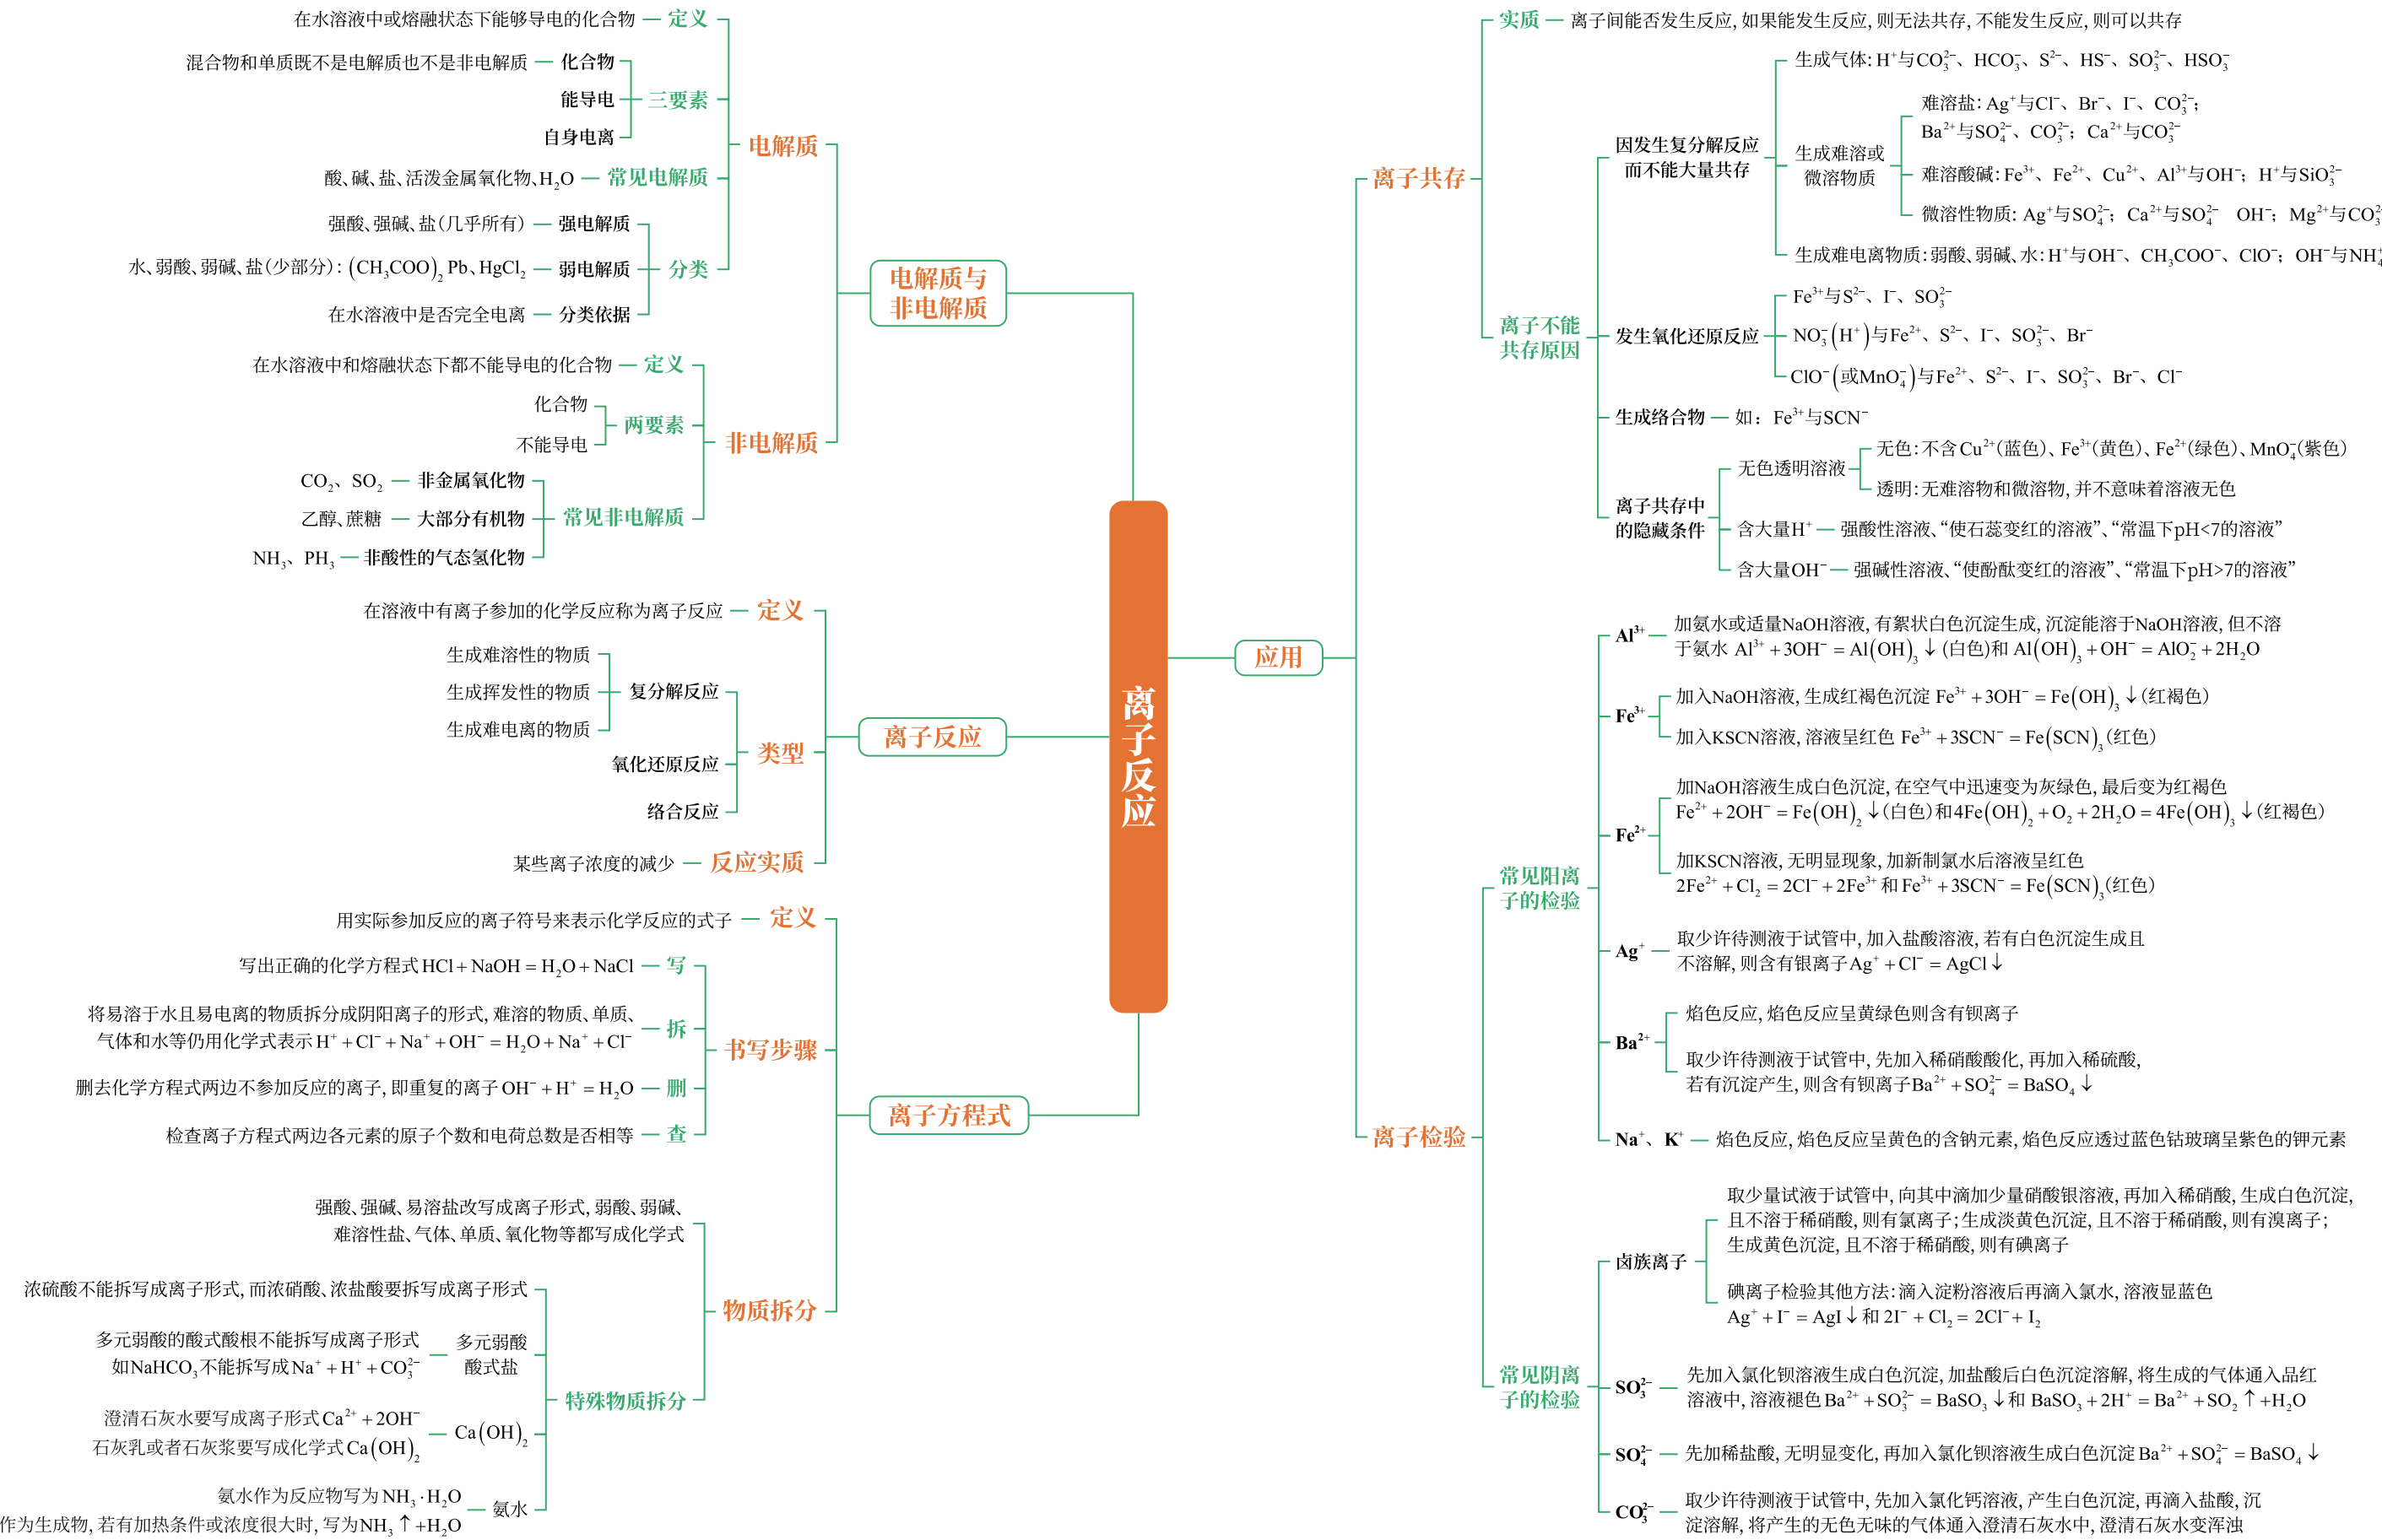 离子反应
电解质与
非电解质
电解质
定义
在水溶液中或熔融状态下能够导电的化合物
三要素
化合物
混合物和单质既不是电解质也不是非电解质
能导电
自身电离
常见电解质
酸、碱、盐、活泼金属氧化物、H₂O
分类
强电解质
强酸、强碱、盐(几乎所有)
弱电解质
水、弱酸、弱碱、盐(少部分):(CH₃COO)₂Pb、HgCl₂
分类依据
在水溶液中是否完全电离
非电解质
定义
在水溶液中和熔融状态下都不能导电的化合物
两要素
化合物
不能导电
常见非电解质
非金属氧化物
CO₂、SO₂
大部分有机物
乙醇、蔗糖
非酸性的气态氢化物
NH₃、PH₃
离子反应
定义
在溶液中有离子参加的化学反应称为离子反应
类型
复分解反应
生成难溶性的物质
生成挥发性的物质
生成难电离的物质
氧化还原反应
络合反应
反应实质
某些离子浓度的减少
离子方程式
定义
用实际参加反应的离子符号来表示化学反应的式子
书写步骤
写
写出正确的化学方程式HCl+NaOH=H₂O+NaCl
拆
将易溶于水且易电离的物质拆分成阴阳离子的形式, 难溶的物质、单质、
气体和水等仍用化学式表示H⁺+Cl⁻+Na⁺+OH⁻=H₂O+Na⁺+Cl⁻
删
删去化学方程式两边不参加反应的离子, 即重复的离子OH⁻+H⁺=H₂O
查
检查离子方程式两边各元素的原子个数和电荷总数是否相等
物质拆分
强酸、强碱、易溶盐改写成离子形式, 弱酸、弱碱、
难溶性盐、气体、单质、氧化物等都写成化学式
特殊物质拆分
浓硫酸不能拆写成离子形式, 而浓硝酸、浓盐酸要拆写成离子形式
多元弱酸
酸式盐
多元弱酸的酸式酸根不能拆写成离子形式
如NaHCO₃不能拆写成Na⁺+H⁺+CO₃²⁻
Ca(OH)₂
澄清石灰水要写成离子形式Ca²⁺+2OH⁻
石灰乳或者石灰浆要写成化学式Ca(OH)₂
氨水
氨水作为反应物写为NH₃·H₂O
作为生成物, 若有加热条件或浓度很大时, 写为NH₃↑+H₂O
应用
离子共存
实质
离子间能否发生反应, 如果能发生反应, 则无法共存, 不能发生反应, 则可以共存
离子不能
共存原因
因发生复分解反应
而不能大量共存
生成气体: H⁺与CO₃²⁻、HCO₃⁻、S²⁻、HS⁻、SO₃²⁻、HSO₃⁻
生成难溶或
微溶物质
难溶盐: Ag⁺与Cl⁻、Br⁻、I⁻、CO₃²⁻;
Ba²⁺与SO₄²⁻、CO₃²⁻; Ca²⁺与CO₃²⁻
难溶酸碱: Fe³⁺、Fe²⁺、Cu²⁺、Al³⁺与OH⁻; H⁺与SiO₃²⁻
微溶性物质: Ag⁺与SO₄²⁻; Ca²⁺与SO₄²⁻ OH⁻; Mg²⁺与CO₃²⁻
生成难电离物质: 弱酸、弱碱、水: H⁺与OH⁻、CH₃COO⁻、ClO⁻; OH⁻与NH₄⁺
发生氧化还原反应
Fe³⁺与S²⁻、I⁻、SO₃²⁻
NO₃⁻(H⁺)与Fe²⁺、S²⁻、I⁻、SO₃²⁻、Br⁻
ClO⁻(或MnO₄⁻)与Fe²⁺、S²⁻、I⁻、SO₃²⁻、Br⁻、Cl⁻
生成络合物
如: Fe³⁺与SCN⁻
离子共存中
的隐藏条件
无色透明溶液
无色: 不含Cu²⁺(蓝色)、Fe³⁺(黄色)、Fe²⁺(绿色)、MnO₄⁻(紫色)
透明: 无难溶物和微溶物, 并不意味着溶液无色
含大量H⁺
强酸性溶液、“使石蕊变红的溶液”、“常温下pH<7的溶液”
含大量OH⁻
强碱性溶液、“使酚酞变红的溶液”、“常温下pH>7的溶液”
离子检验
常见阳离
子的检验
Al³⁺
加氨水或适量NaOH溶液, 有絮状白色沉淀生成, 沉淀能溶于NaOH溶液, 但不溶
于氨水 Al³⁺+3OH⁻=Al(OH)₃↓(白色)和 Al(OH)₃+OH⁻=AlO₂⁻+2H₂O
Fe³⁺
加入NaOH溶液, 生成红褐色沉淀 Fe³⁺+3OH⁻=Fe(OH)₃↓(红褐色)
加入KSCN溶液, 溶液呈红色 Fe³⁺+3SCN⁻=Fe(SCN)₃(红色)
Fe²⁺
加NaOH溶液生成白色沉淀, 在空气中迅速变为灰绿色, 最后变为红褐色
Fe²⁺+2OH⁻=Fe(OH)₂↓(白色)和4Fe(OH)₂+O₂+2H₂O=4Fe(OH)₃↓(红褐色)
加KSCN溶液, 无明显现象, 加新制氯水后溶液呈红色
2Fe²⁺+Cl₂=2Cl⁻+2Fe³⁺和Fe³⁺+3SCN⁻=Fe(SCN)₃(红色)
Ag⁺
取少许待测液于试管中, 加入盐酸溶液, 若有白色沉淀生成且
不溶解, 则含有银离子Ag⁺+Cl⁻=AgCl↓
Ba²⁺
焰色反应, 焰色反应呈黄绿色则含有钡离子
取少许待测液于试管中, 先加入稀硝酸酸化, 再加入稀硫酸,
若有沉淀产生, 则含有钡离子Ba²⁺+SO₄²⁻=BaSO₄↓
Na⁺、K⁺
焰色反应, 焰色反应呈黄色的含钠元素, 焰色反应透过蓝色钴玻璃呈紫色的钾元素
常见阴离
子的检验
卤族离子
取少量试液于试管中, 向其中滴加少量硝酸银溶液, 再加入稀硝酸, 生成白色沉淀,
且不溶于稀硝酸, 则有氯离子; 生成淡黄色沉淀, 且不溶于稀硝酸, 则有溴离子;
生成黄色沉淀, 且不溶于稀硝酸, 则有碘离子
碘离子检验其他方法: 滴入淀粉溶液后再滴入氯水, 溶液显蓝色
Ag⁺+I⁻=AgI↓和 2I⁻+Cl₂=2Cl⁻+I₂
SO₃²⁻
先加入氯化钡溶液生成白色沉淀, 加盐酸后白色沉淀溶解, 将生成的气体通入品红
溶液中, 溶液褪色Ba²⁺+SO₃²⁻=BaSO₃↓和 BaSO₃+2H⁺=Ba²⁺+SO₂↑+H₂O
SO₄²⁻
先加稀盐酸, 无明显变化, 再加入氯化钡溶液生成白色沉淀Ba²⁺+SO₄²⁻=BaSO₄↓
CO₃²⁻
取少许待测液于试管中, 先加入氯化钙溶液, 产生白色沉淀, 再滴入盐酸, 沉
淀溶解, 将产生的无色无味的气体通入澄清石灰水中, 澄清石灰水变浑浊